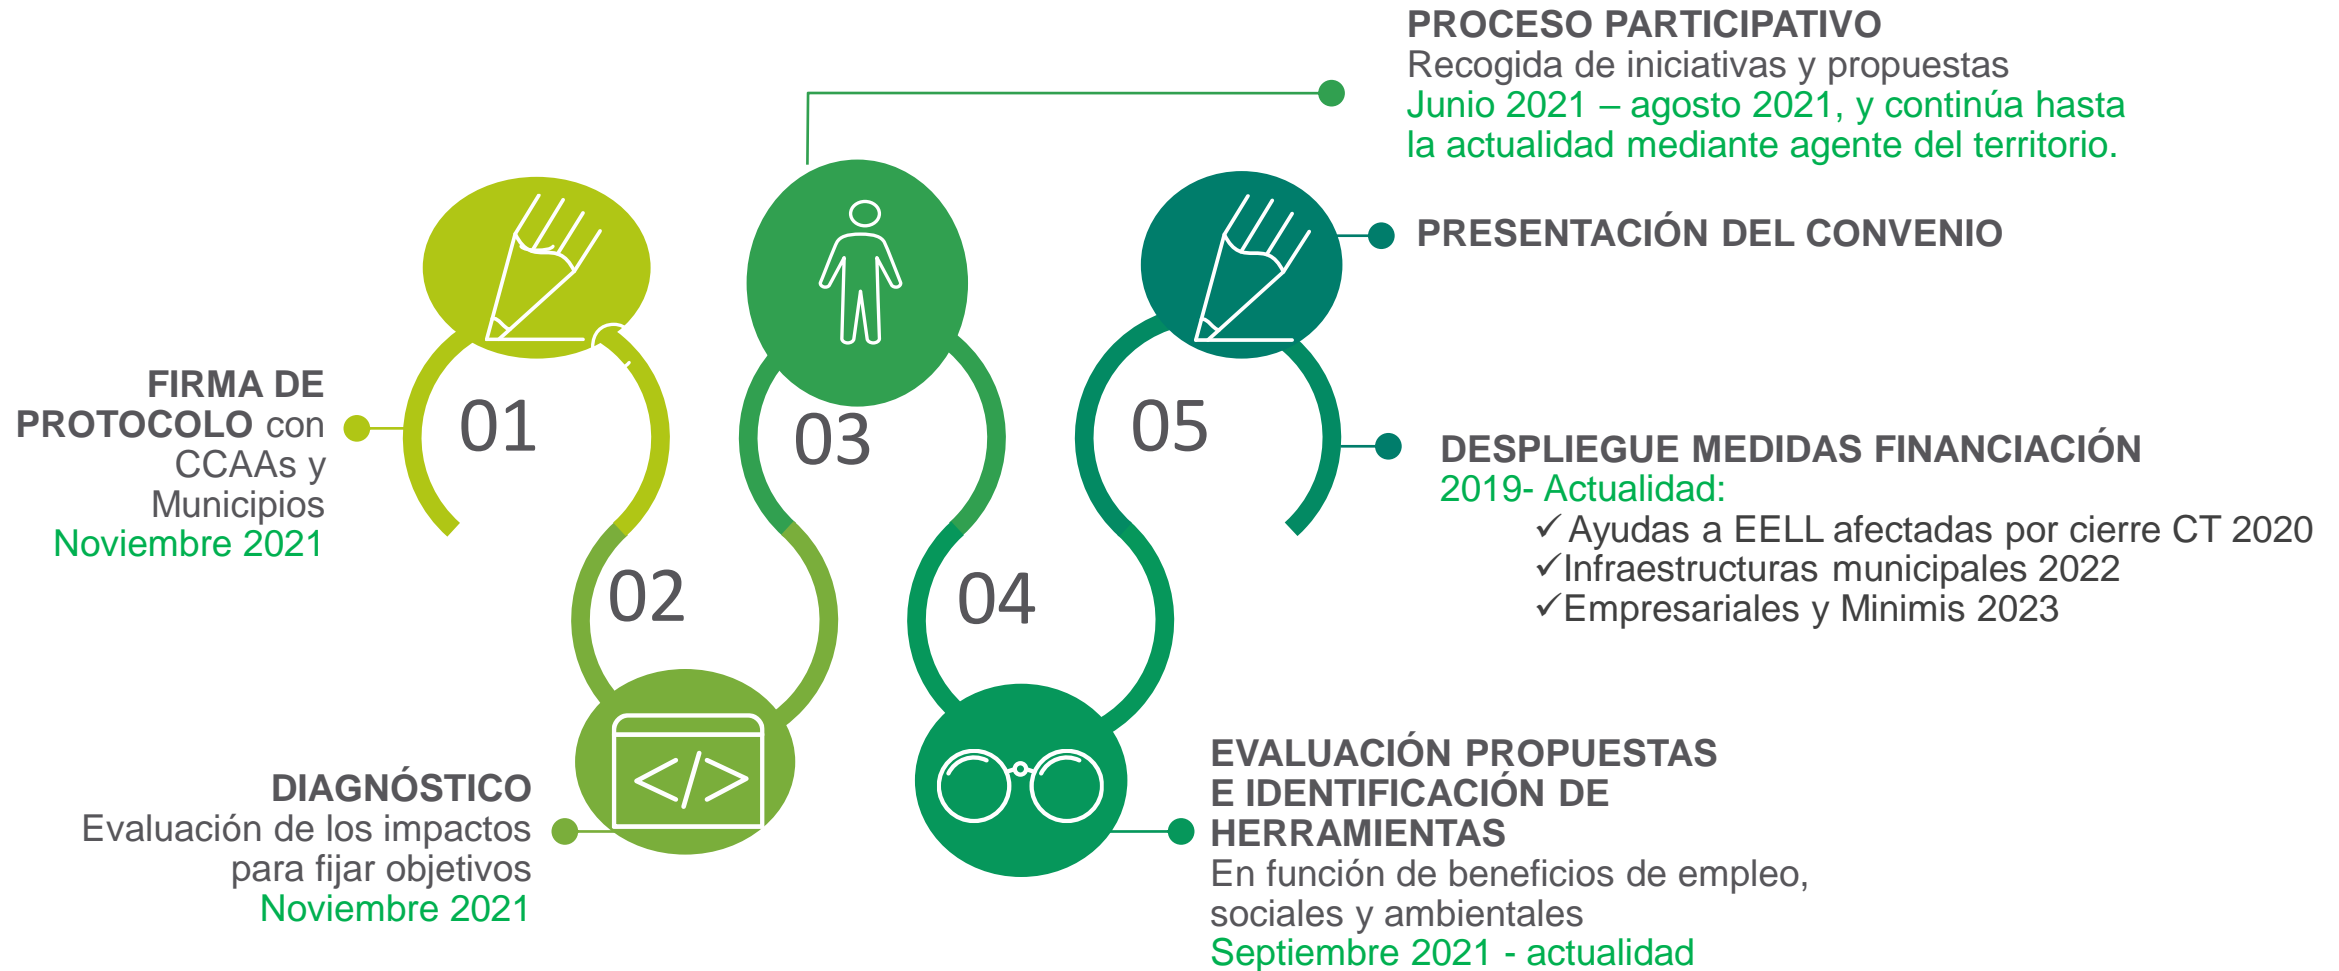 01
FIRMA DE
PROTOCOLO con
CCAAs y
Municipios
Noviembre 2021
02
DIAGNÓSTICO
Evaluación de los impactos
para fijar objetivos
Noviembre 2021
03
PROCESO PARTICIPATIVO
Recogida de iniciativas y propuestas
Junio 2021 – agosto 2021, y continúa hasta
la actualidad mediante agente del territorio.
04
EVALUACIÓN PROPUESTAS
E IDENTIFICACIÓN DE
HERRAMIENTAS
En función de beneficios de empleo,
sociales y ambientales
Septiembre 2021 - actualidad
05
PRESENTACIÓN DEL CONVENIO
DESPLIEGUE MEDIDAS FINANCIACIÓN
2019- Actualidad:
✓Ayudas a EELL afectadas por cierre CT 2020
✓Infraestructuras municipales 2022
✓Empresariales y Minimis 2023